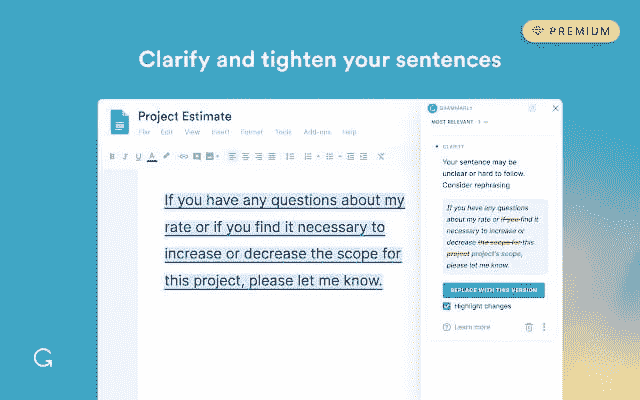 PREMIUM
Clarify and tighten your sentences
Project Estimate
File Edit View Insert Format Tools Add-ons Help
B I U A
If you have any questions about my
rate or if you find it necessary to
increase or decrease the scope for
this project, please let me know.
GRAMMARLY
MOST RELEVANT
CLARITY
Your sentence may be
unclear or hard to follow.
Consider rephrasing
If you have any questions
about my rate or if you find it
necessary to increase or
decrease the scope for this
project project's scope,
please let me know.
REPLACE WITH THIS VERSION
Highlight changes
Learn more